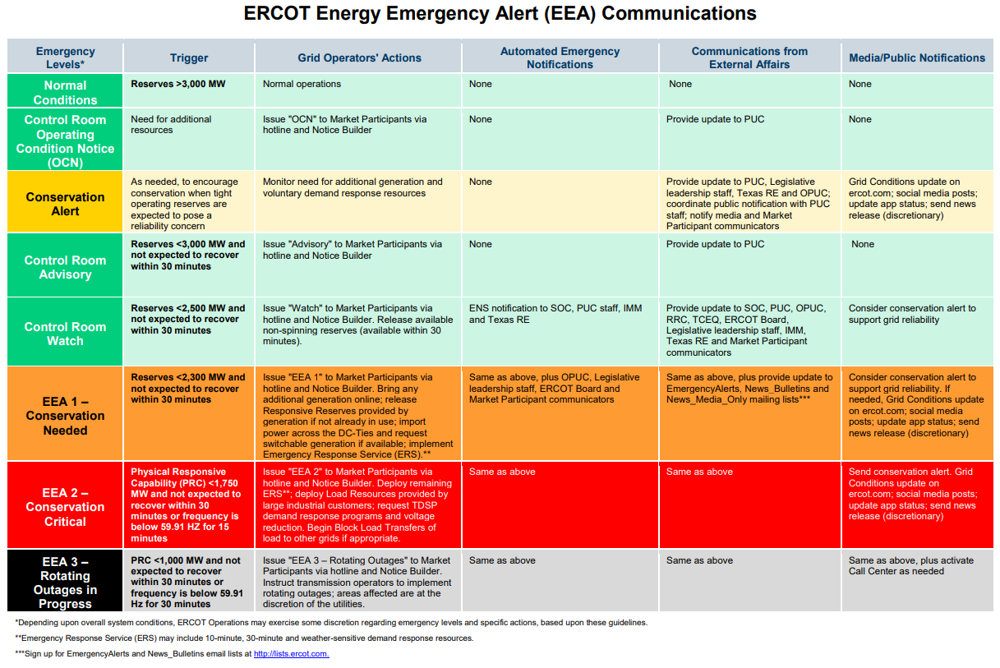 ERCOT Energy Emergency Alert (EEA) Communications
Emergency
Levels*
Trigger
Grid Operators' Actions
Automated Emergency
Notifications
Communications from
External Affairs
Media/Public Notifications
Normal
Conditions
Reserves >3,000 MW
Normal operations
None
None
None
Control Room
Operating
Condition Notice
(OCN)
Need for additional
resources
Issue "OCN" to Market Participants via
hotline and Notice Builder
None
Provide update to PUC
None
Conservation
Alert
As needed, to encourage
conservation when tight
operating reserves are
expected to pose a
reliability concern
Monitor need for additional generation and
voluntary demand response resources
None
Provide update to PUC, Legislative
leadership staff, Texas RE and OPUC;
coordinate public notification with PUC
staff; notify media and Market
Participant communicators
Grid Conditions update on
ercot.com; social media posts;
update app status; send news
release (discretionary)
Control Room
Advisory
Reserves <3,000 MW and
not expected to recover
within 30 minutes
Issue "Advisory" to Market Participants via
hotline and Notice Builder
None
Provide update to PUC
None
Control Room
Watch
Reserves <2,500 MW and
not expected to recover
within 30 minutes
Issue "Watch" to Market Participants via
hotline and Notice Builder. Release available
non-spinning reserves (available within 30
minutes).
ENS notification to SOC, PUC staff, IMM
and Texas RE
Provide update to SOC, PUC, OPUC,
RRC, TCEQ, ERCOT Board,
Legislative leadership staff, IMM,
Texas RE and Market Participant
communicators
Consider conservation alert to
support grid reliability
EEA 1 –
Conservation
Needed
Reserves <2,300 MW and
not expected to recover
within 30 minutes
Issue "EEA 1" to Market Participants via
hotline and Notice Builder. Bring any
additional generation online; release
Responsive Reserves provided by
generation if not already in use; import
power across the DC-Ties and request
switchable generation if available; implement
Emergency Response Service (ERS).**
Same as above, plus OPUC, Legislative
leadership staff, ERCOT Board and
Market Participant communicators
Same as above, plus provide update to
EmergencyAlerts, News_Bulletins and
News_Media_Only mailing lists***
Consider conservation alert to
support grid reliability. If
needed, Grid Conditions update
on ercot.com; social media
posts; update app status; send
news release (discretionary)
EEA 2 –
Conservation
Critical
Physical Responsive
Capability (PRC) <1,750
MW and not expected to
recover within 30
minutes or frequency is
below 59.91 HZ for 15
minutes
Issue "EEA 2" to Market Participants via
hotline and Notice Builder. Deploy remaining
ERS**; deploy Load Resources provided by
large industrial customers; request TDSP
demand response programs and voltage
reduction. Begin Block Load Transfers of
load to other grids if appropriate.
Same as above
Same as above
Send conservation alert. Grid
Conditions update on
ercot.com; social media posts;
update app status; send news
release (discretionary)
EEA 3 –
Rotating
Outages in
Progress
PRC <1,000 MW and not
expected to recover
within 30 minutes or
frequency is below 59.91
Hz for 30 minutes
Issue "EEA 3 – Rotating Outages" to Market
Participants via hotline and Notice Builder.
Instruct transmission operators to implement
rotating outages; areas affected are at the
discretion of the utilities.
Same as above
Same as above
Same as above, plus activate
Call Center as needed
*Depending upon overall system conditions, ERCOT Operations may exercise some discretion regarding emergency levels and specific actions, based upon these guidelines.
**Emergency Response Service (ERS) may include 10-minute, 30-minute and weather-sensitive demand response resources.
***Sign up for EmergencyAlerts and News_Bulletins email lists at http://lists.ercot.com.